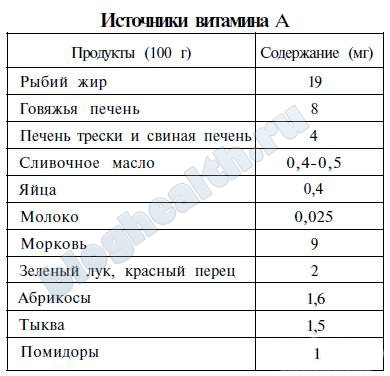 Источники витамина А
Продукты (100 г) Содержание (мг)
Рыбий жир 19
Говяжья печень 8
Печень трески и свиная печень 4
Сливочное масло 0,4-0,5
Яйца 0,4
Молоко 0,025
Морковь 9
Зеленый лук, красный перец 2
Абрикосы 1,6
Тыква 1,5
Помидоры 1
bloghealth.ru